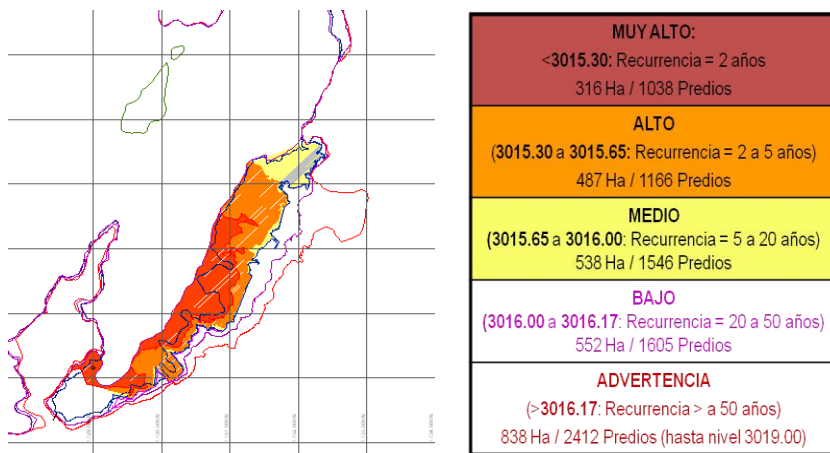 MUY ALTO:
<3015.30: Recurrencia = 2 años
316 Ha / 1038 Predios
ALTO
(3015.30 a 3015.65: Recurrencia = 2 a 5 años)
487 Ha / 1166 Predios
MEDIO
(3015.65 a 3016.00: Recurrencia = 5 a 20 años)
538 Ha / 1546 Predios
BAJO
(3016.00 a 3016.17: Recurrencia = 20 a 50 años)
552 Ha / 1605 Predios
ADVERTENCIA
(>3016.17: Recurrencia > a 50 años)
838 Ha / 2412 Predios (hasta nivel 3019.00)